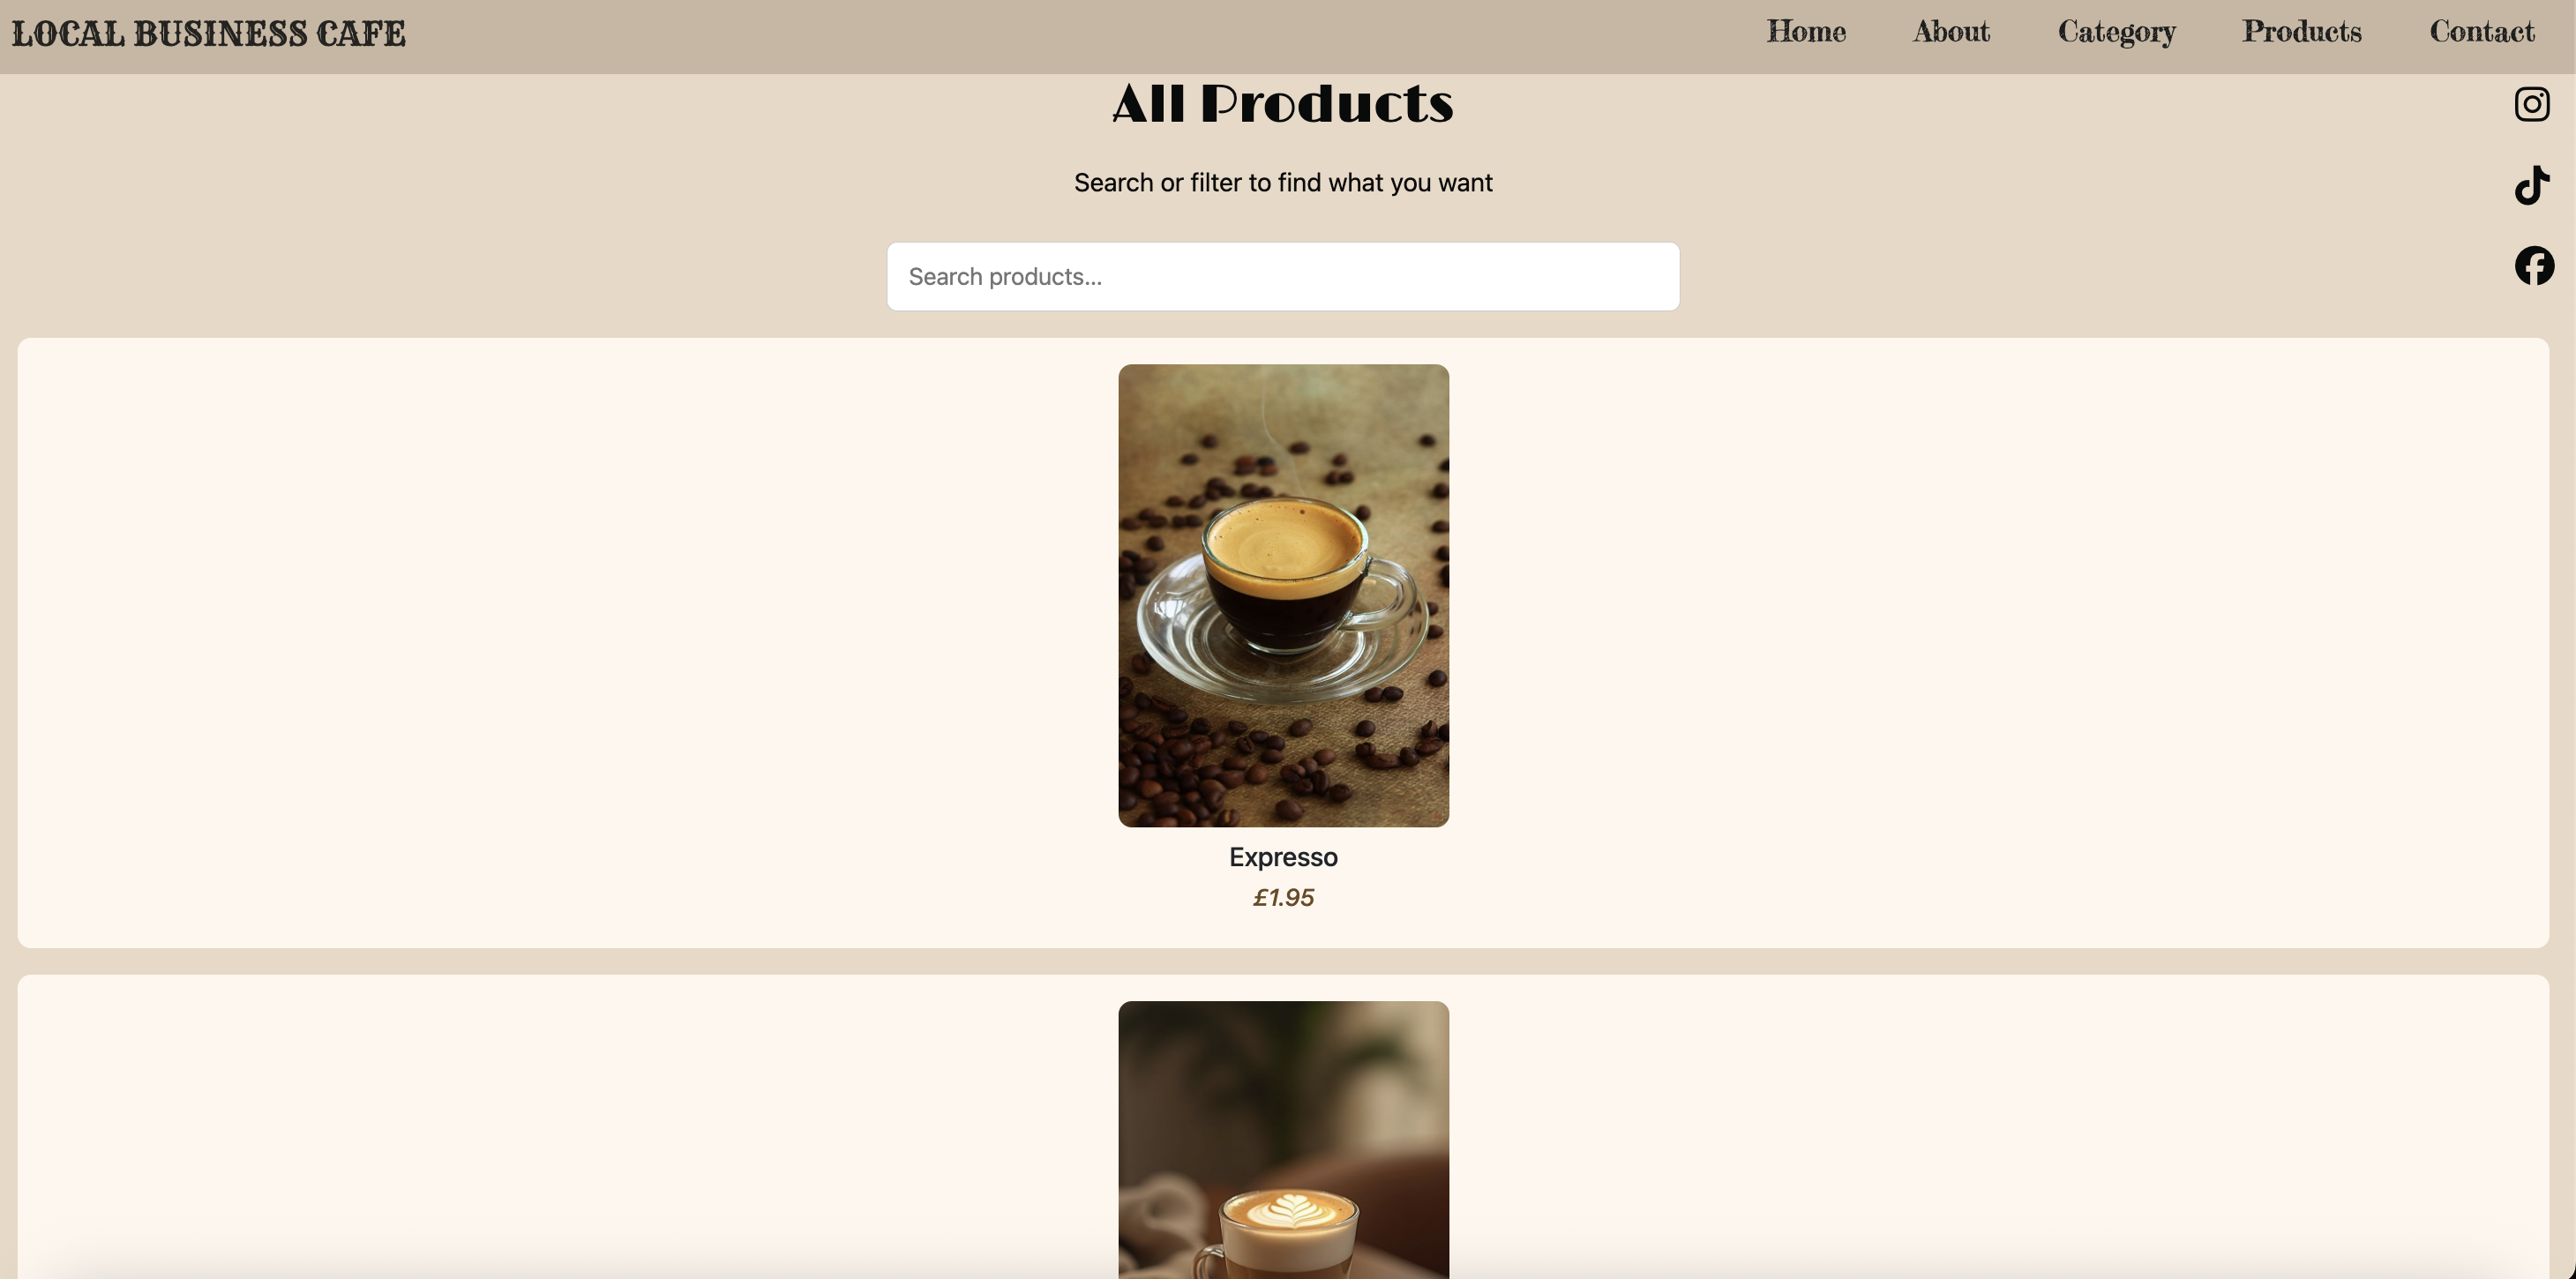 LOCAL BUSINESS CAFE
Home About Category Products Contact
All Products
Search or filter to find what you want
Search products...
Expresso
£1.95